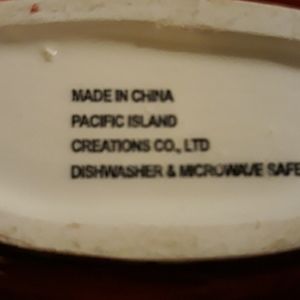 MADE IN CHINA
PACIFIC ISLAND
CREATIONS CO., LTD
DISHWASHER & MICROWAVE SAFE